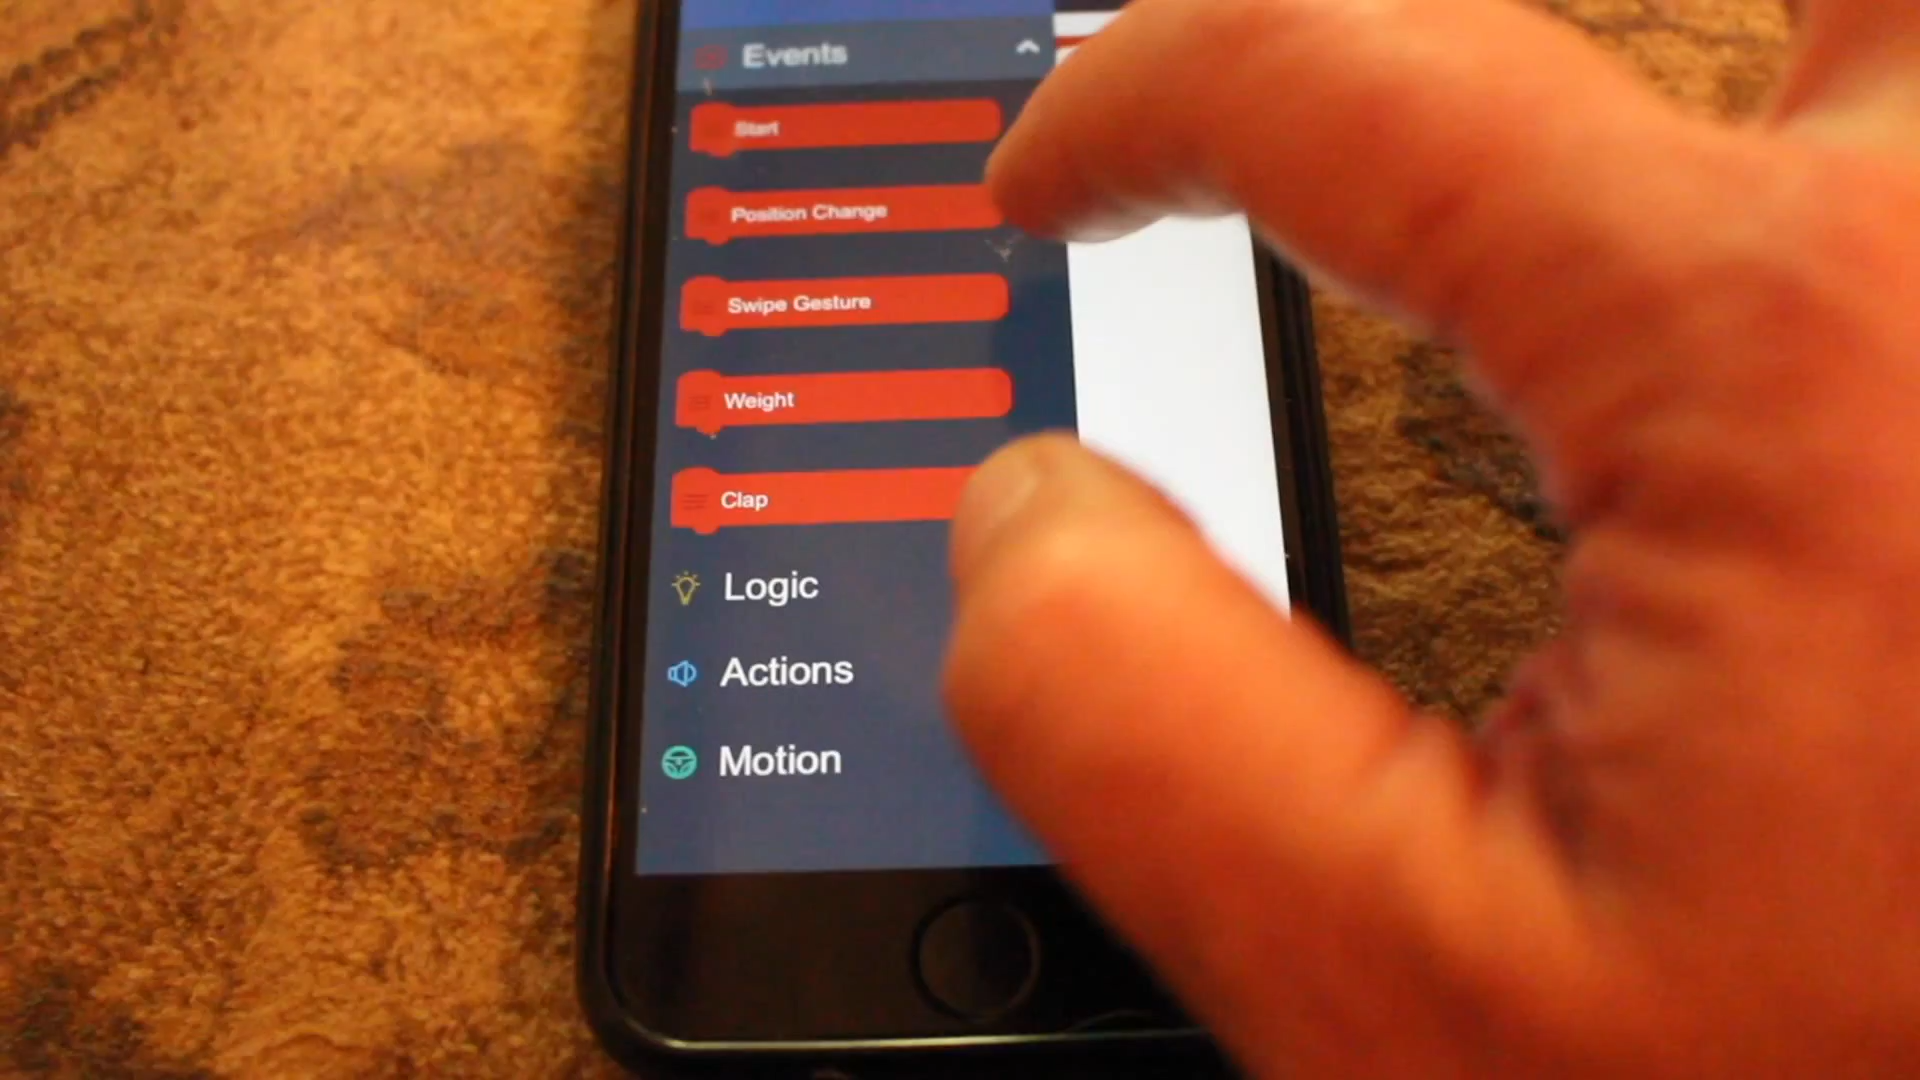 Events
Start
Position Change
Swipe Gesture
Weight
Clap
Logic
Actions
Motion